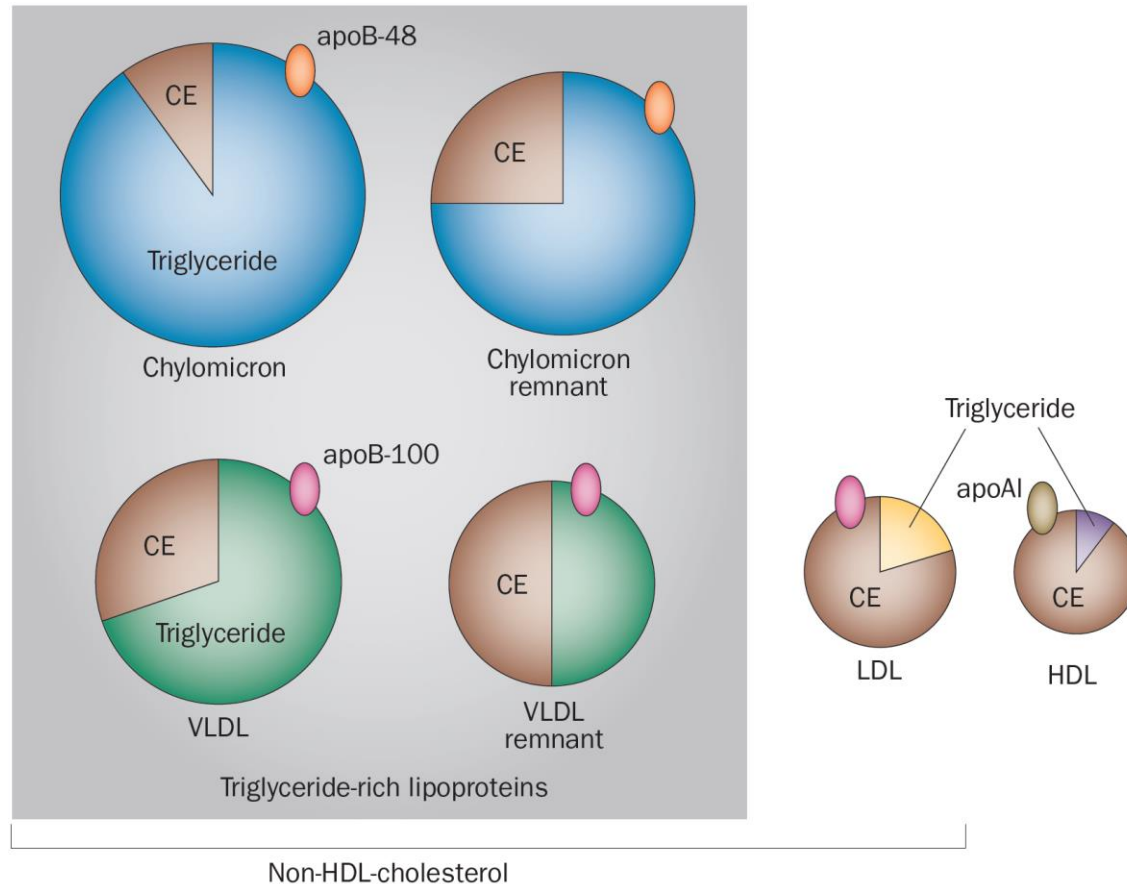 apoB-48
CE
CE
Triglyceride
Chylomicron
Chylomicron
remnant
apoB-100
CE
Triglyceride
CE
VLDL
VLDL
remnant
Triglyceride
apoAI
CE
CE
LDL
HDL
Triglyceride-rich lipoproteins
Non-HDL-cholesterol